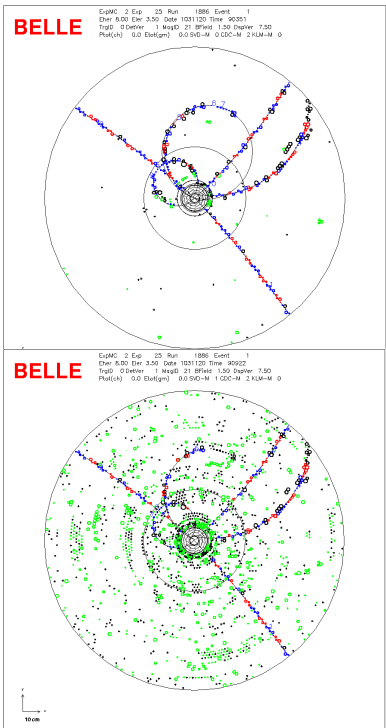 BELLE
ExpMC 2 Exp 25 Run 1886 Event 1
Eher 8.00 Eler 3.50 Date 1031120 Time 90351
TrgID 0 DetVer 1 MagID 21 BField 1.50 DspVer 7.50
Ptot(ch) 0.0 Etot(gm) 0.0 SVD-M 0 CDC-M 2 KLM-M 0
BELLE
ExpMC 2 Exp 25 Run 1886 Event 1
Eher 8.00 Eler 3.50 Date 1031120 Time 90922
TrgID 0 DetVer 1 MagID 21 BField 1.50 DspVer 7.50
Ptot(ch) 0.0 Etot(gm) 0.0 SVD-M 1 CDC-M 2 KLM-M 0
10 cm